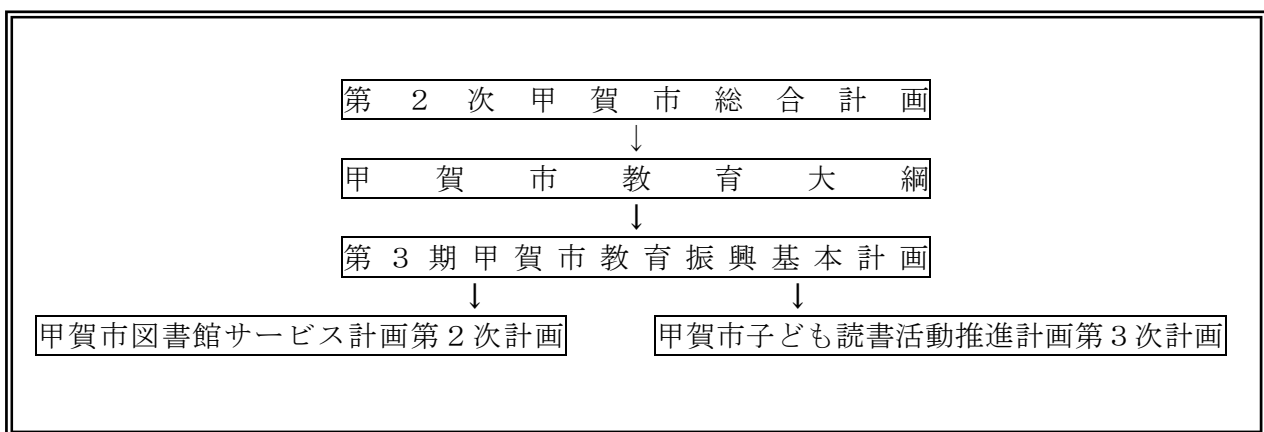 第２次甲賀市総合計画
↓
甲賀市教育大綱
↓
第３期甲賀市教育振興基本計画
↓ ↓
甲賀市図書館サービス計画第２次計画 甲賀市子ども読書活動推進計画第３次計画